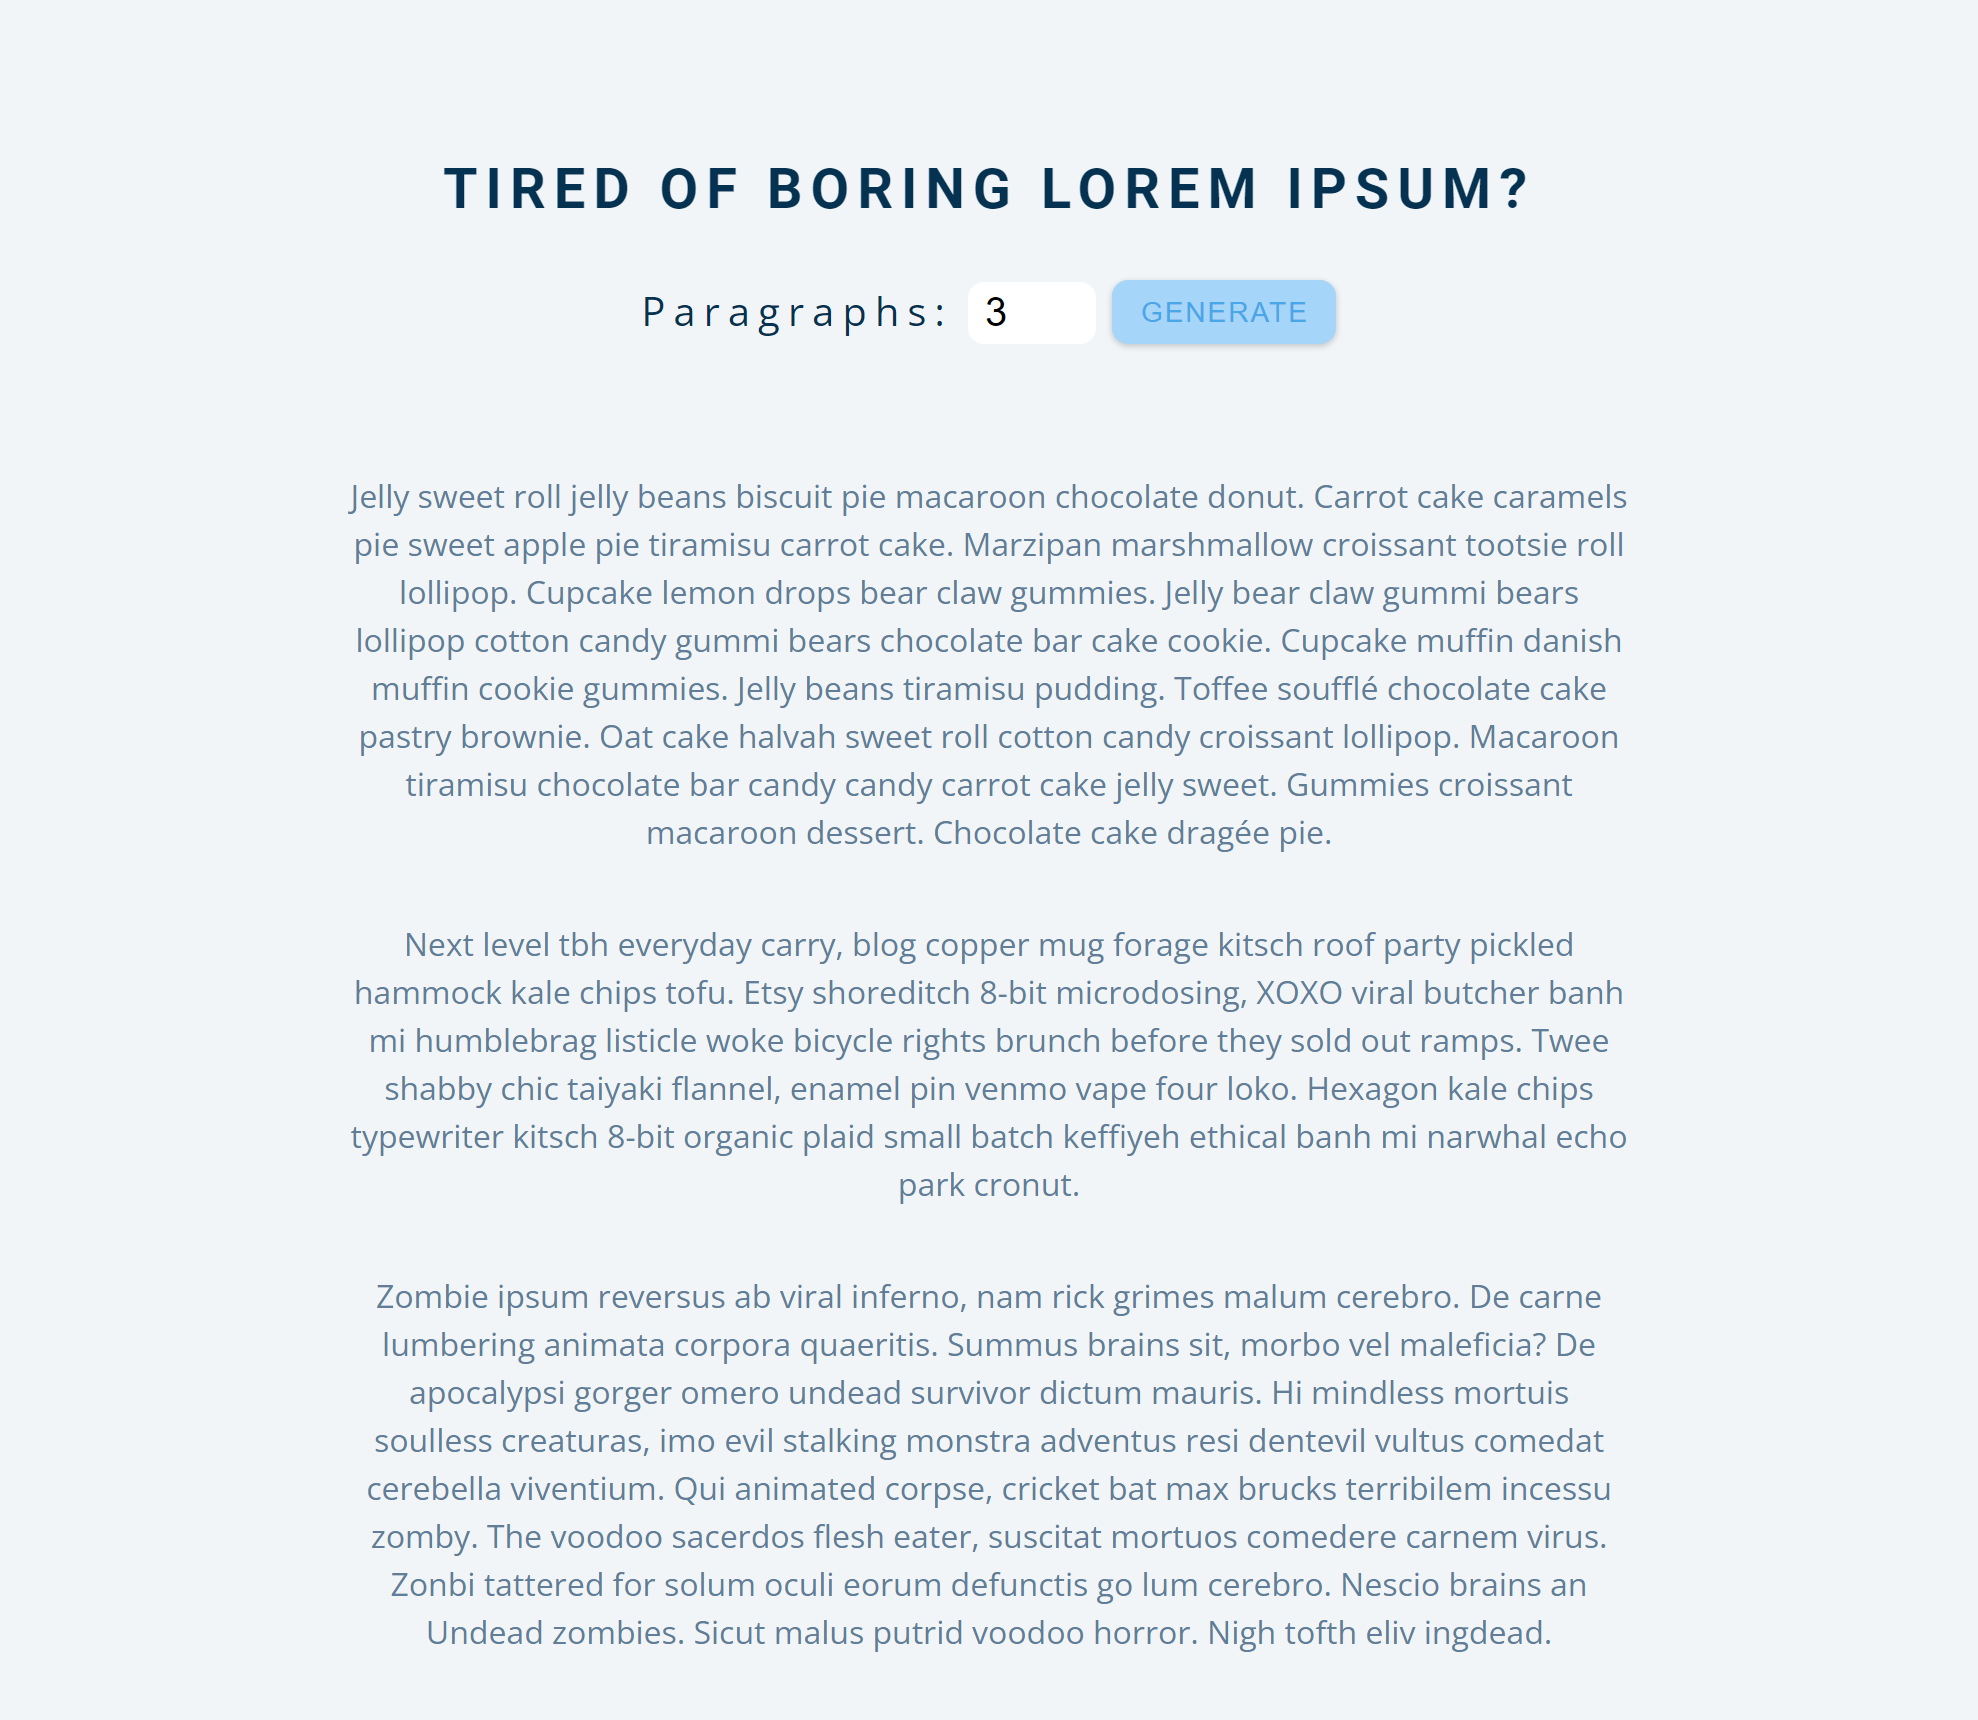 TIRED OF BORING LOREM IPSUM?
Paragraphs: 3 GENERATE
Jelly sweet roll jelly beans biscuit pie macaroon chocolate donut. Carrot cake caramels
pie sweet apple pie tiramisu carrot cake. Marzipan marshmallow croissant tootsie roll
lollipop. Cupcake lemon drops bear claw gummies. Jelly bear claw gummi bears
lollipop cotton candy gummi bears chocolate bar cake cookie. Cupcake muffin danish
muffin cookie gummies. Jelly beans tiramisu pudding. Toffee soufflé chocolate cake
pastry brownie. Oat cake halvah sweet roll cotton candy croissant lollipop. Macaroon
tiramisu chocolate bar candy candy carrot cake jelly sweet. Gummies croissant
macaroon dessert. Chocolate cake dragée pie.
Next level tbh everyday carry, blog copper mug forage kitsch roof party pickled
hammock kale chips tofu. Etsy shoreditch 8-bit microdosing, XOXO viral butcher banh
mi humblebrag listicle woke bicycle rights brunch before they sold out ramps. Twee
shabby chic taiyaki flannel, enamel pin venmo vape four loko. Hexagon kale chips
typewriter kitsch 8-bit organic plaid small batch keffiyeh ethical banh mi narwhal echo
park cronut.
Zombie ipsum reversus ab viral inferno, nam rick grimes malum cerebro. De carne
lumbering animata corpora quaeritis. Summus brains sit, morbo vel maleficia? De
apocalypsi gorger omero undead survivor dictum mauris. Hi mindless mortuis
soulless creaturas, imo evil stalking monstra adventus resi dentevil vultus comedat
cerebella viventium. Qui animated corpse, cricket bat max brucks terribilem incessu
zomby. The voodoo sacerdos flesh eater, suscitat mortuos comedere carnem virus.
Zonbi tattered for solum oculi eorum defunctis go lum cerebro. Nescio brains an
Undead zombies. Sicut malus putrid voodoo horror. Nigh tofth eliv ingdead.